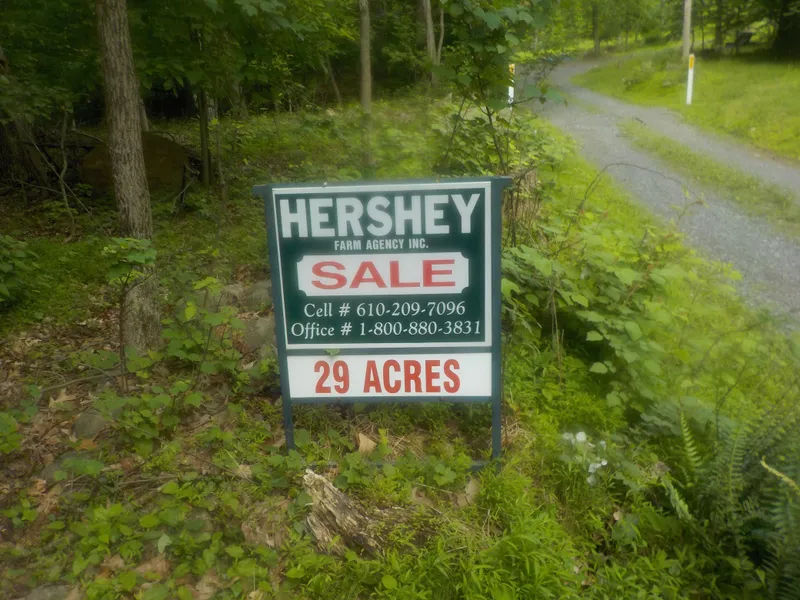 HERSHEY
FARM AGENCY INC.
SALE
Cell # 610-209-7096
Office # 1-800-880-3831
29 ACRES